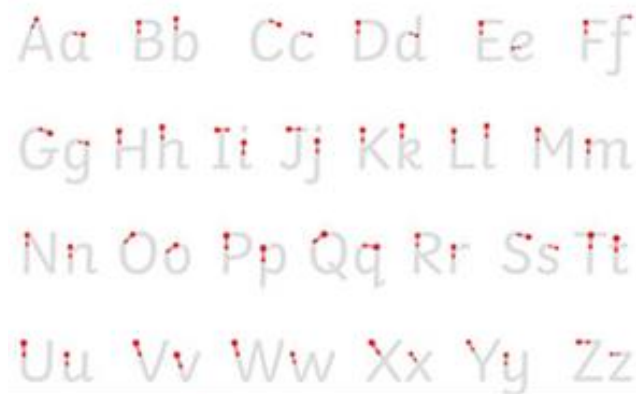 Aa Bb Cc Dd Ee Ff
Gg Hh Ii Jj Kk Ll Mm
Nn Oo Pp Qq Rr Ss Tt
Uu Vv Ww Xx Yy Zz